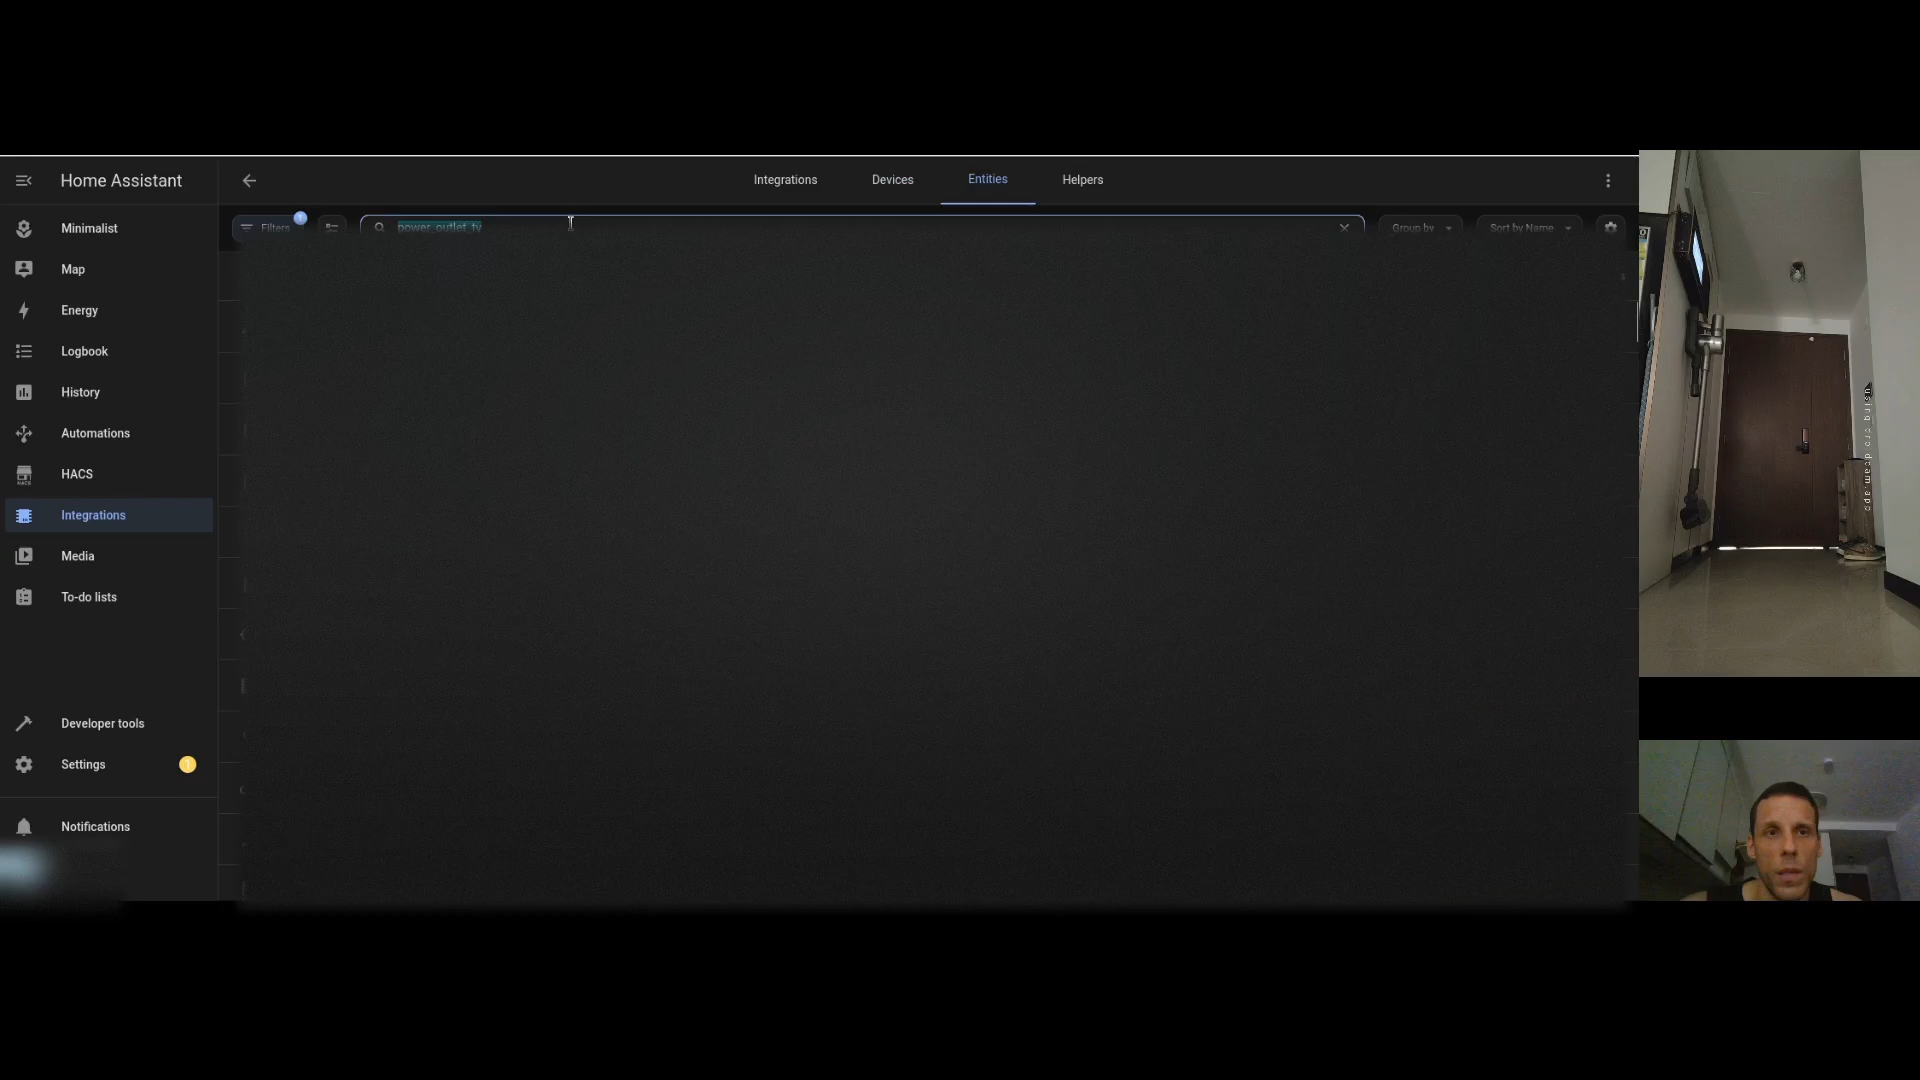 Home Assistant
Integrations
Devices
Entities
Helpers
Filters
power_outlet_tv
Group by
Sort by Name
Minimalist
Map
Energy
Logbook
History
Automations
HACS
Integrations
Media
To-do lists
Developer tools
Settings
1
Notifications